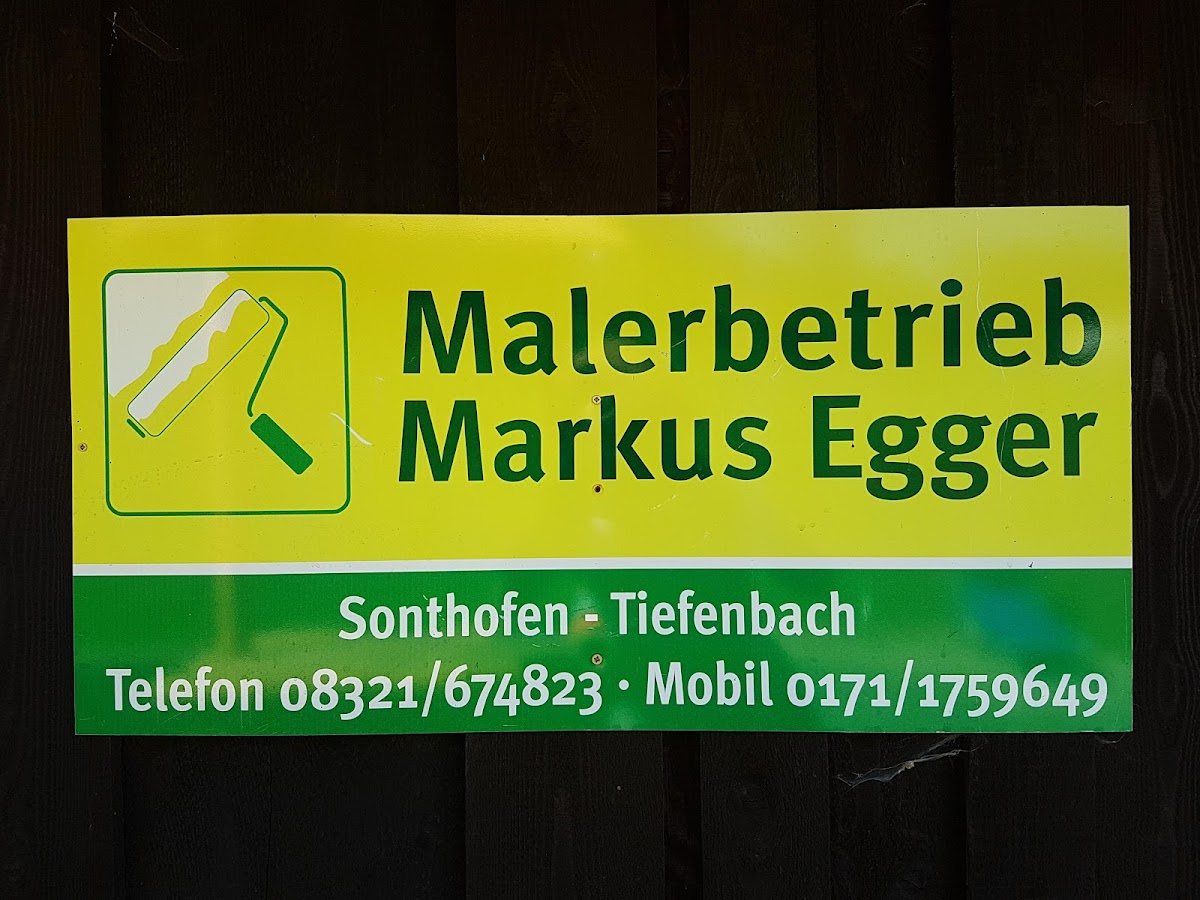 Malerbetrieb
Markus Egger
Sonthofen - Tiefenbach
Telefon 08321/674823 · Mobil 0171/1759649